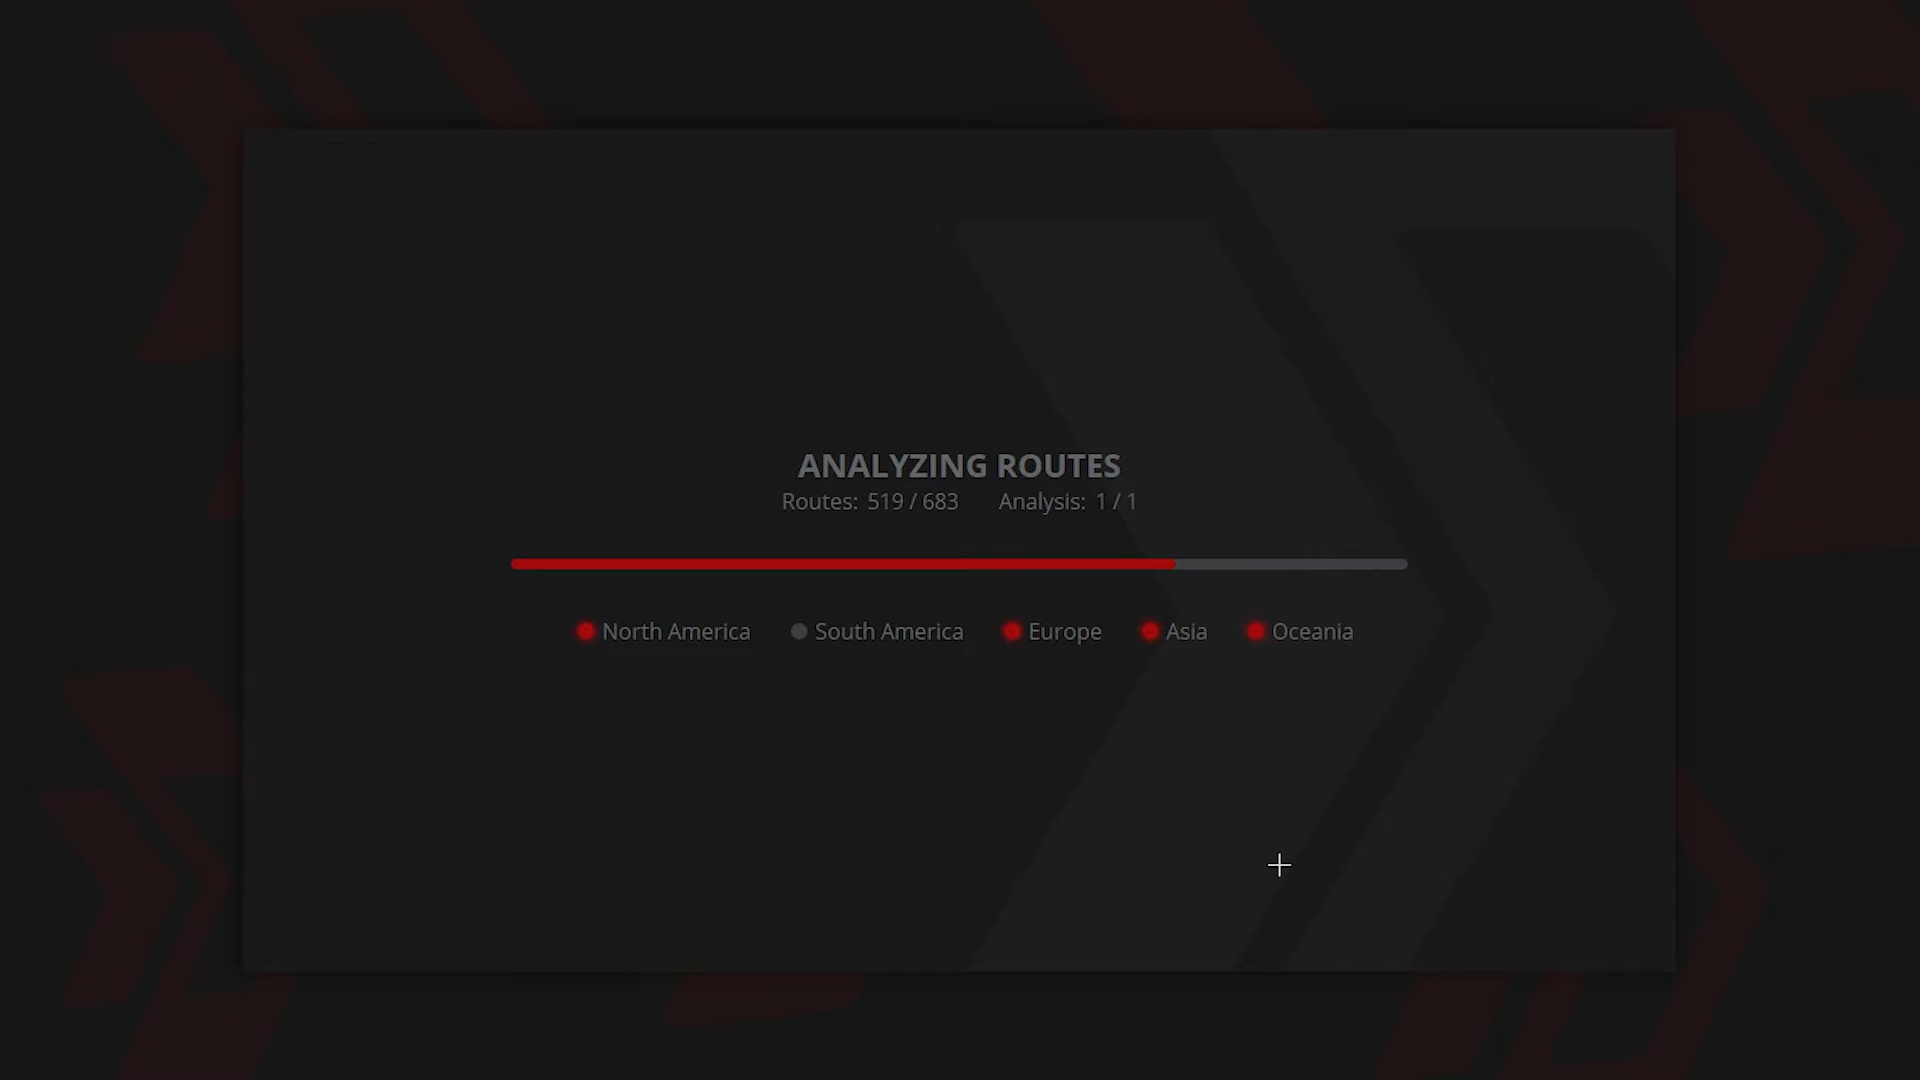 ANALYZING ROUTES
Routes: 519 / 683 Analysis: 1 / 1
North America South America Europe Asia Oceania